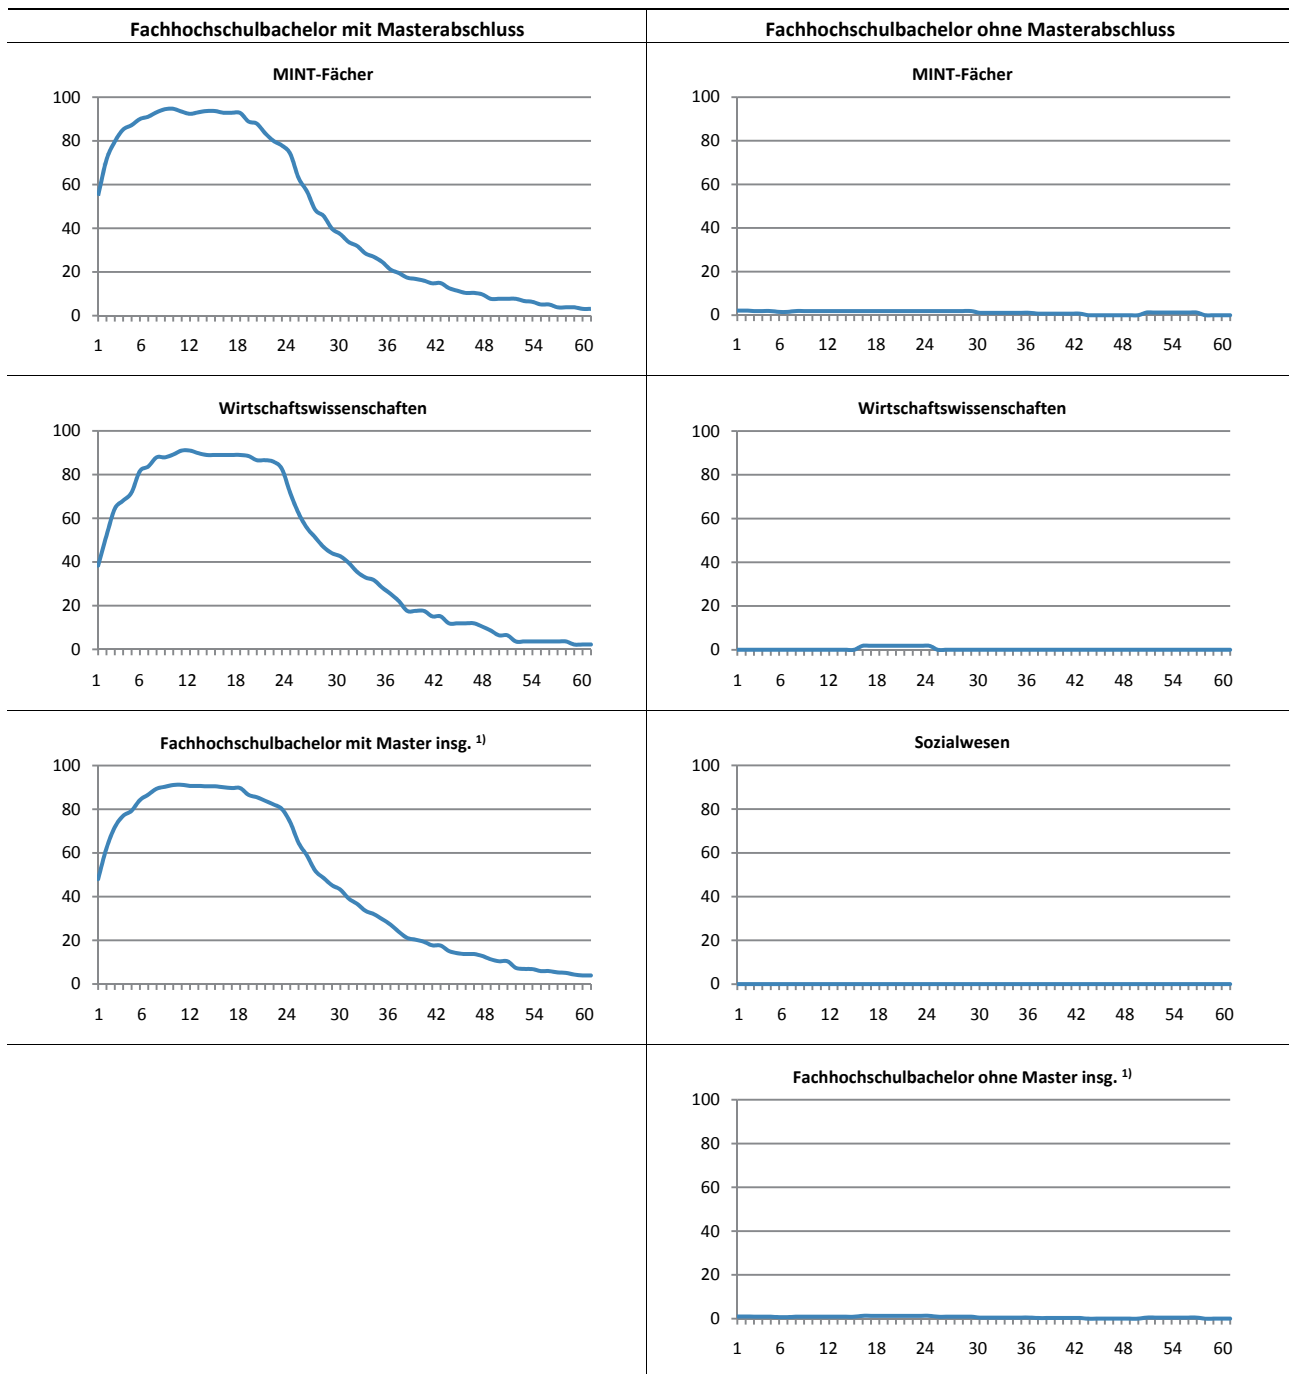 Fachhochschulbachelor mit Masterabschluss
Fachhochschulbachelor ohne Masterabschluss
MINT-Fächer
100
80
60
40
20
0
1 6 12 18 24 30 36 42 48 54 60
MINT-Fächer
100
80
60
40
20
0
1 6 12 18 24 30 36 42 48 54 60
Wirtschaftswissenschaften
100
80
60
40
20
0
1 6 12 18 24 30 36 42 48 54 60
Wirtschaftswissenschaften
100
80
60
40
20
0
1 6 12 18 24 30 36 42 48 54 60
Fachhochschulbachelor mit Master insg. 1)
100
80
60
40
20
0
1 6 12 18 24 30 36 42 48 54 60
Sozialwesen
100
80
60
40
20
0
1 6 12 18 24 30 36 42 48 54 60
Fachhochschulbachelor ohne Master insg. 1)
100
80
60
40
20
0
1 6 12 18 24 30 36 42 48 54 60